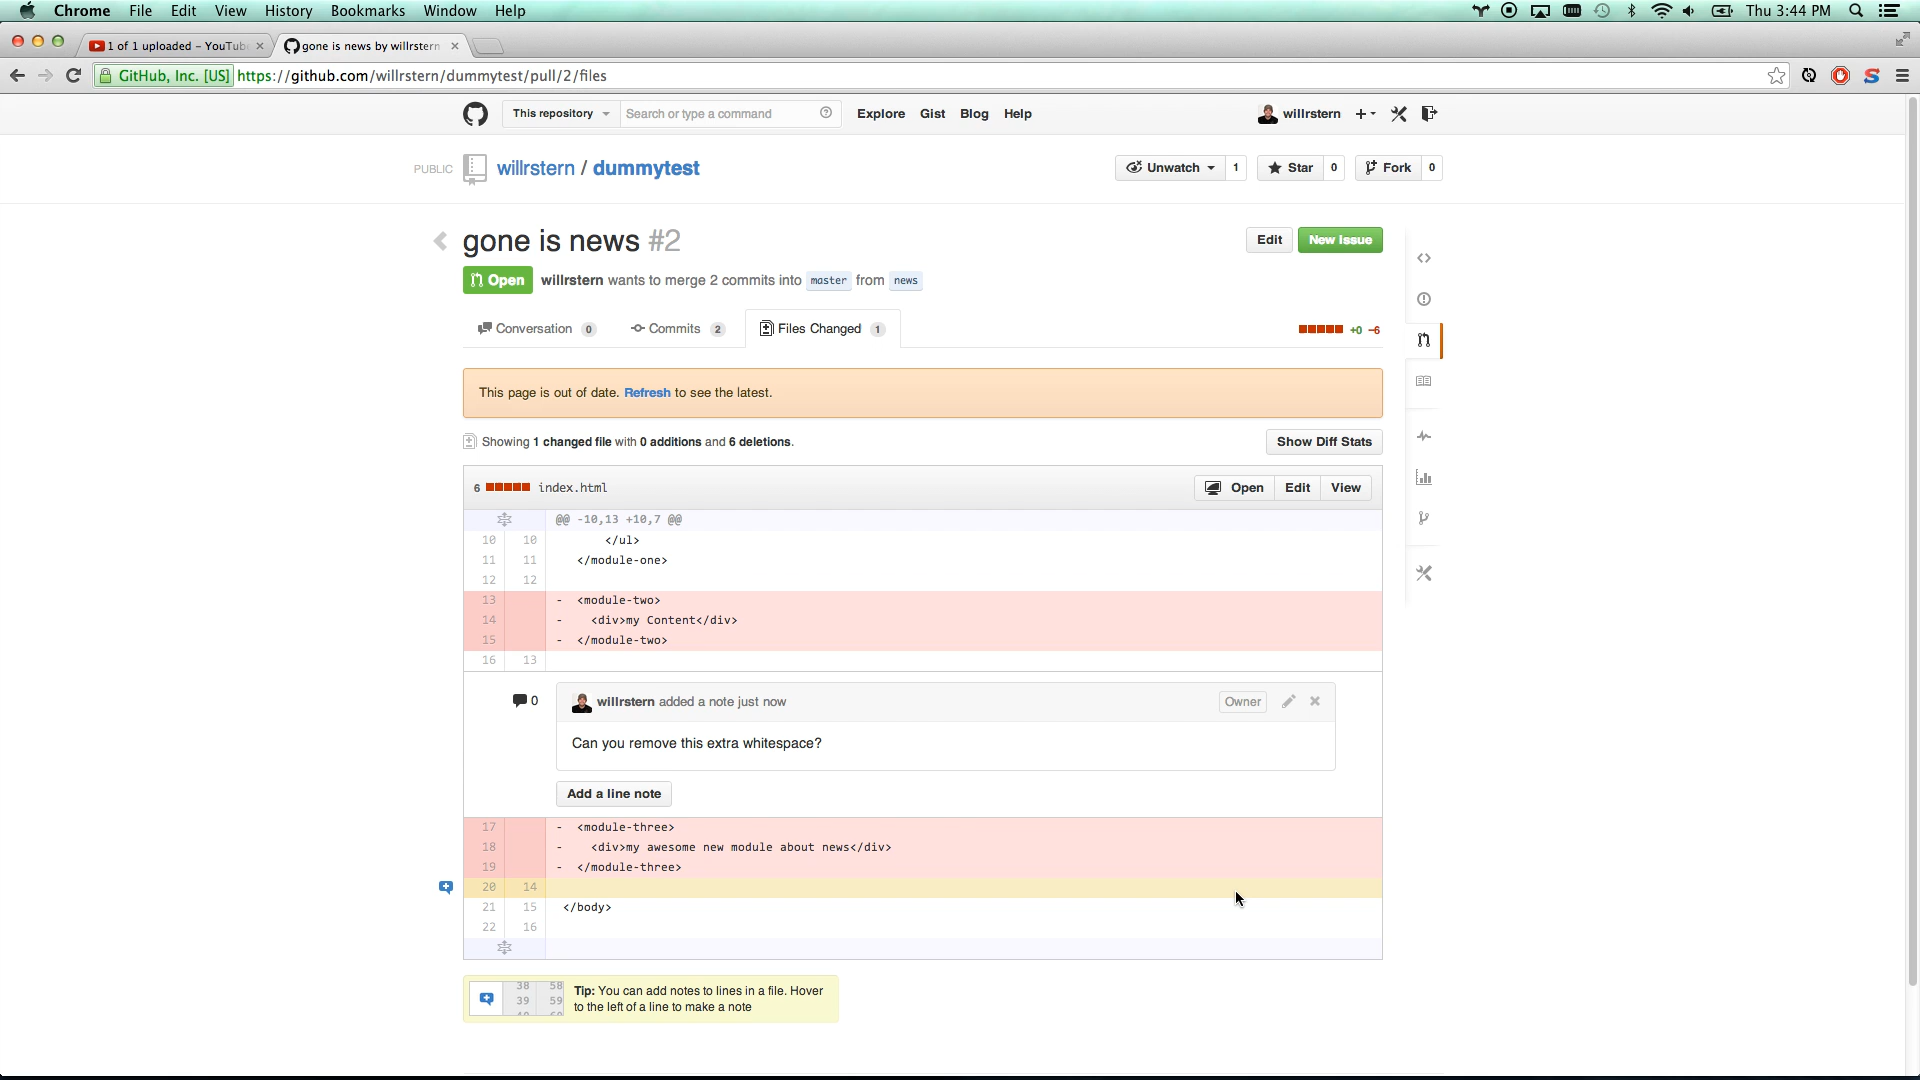 Chrome File Edit View History Bookmarks Window Help Thu 3:44 PM
1 of 1 uploaded - YouTub gone is news by willrstern
GitHub, Inc. [US] https://github.com/willrstern/dummytest/pull/2/files
This repository Search or type a command Explore Gist Blog Help willrstern
PUBLIC willrstern / dummytest Unwatch 1 Star 0 Fork 0
gone is news #2 Edit New Issue
Open willrstern wants to merge 2 commits into master from news
Conversation 0 Commits 2 Files Changed 1 +0 -6
This page is out of date. Refresh to see the latest.
Showing 1 changed file with 0 additions and 6 deletions. Show Diff Stats
6 index.html Open Edit View
@@ -10,13 +10,7 @@
10 10 </ul>
11 11 </module-one>
12 12
13 - <module-two>
14 - <div>my Content</div>
15 - </module-two>
16 13
0 willrstern added a note just now Owner
Can you remove this extra whitespace?
Add a line note
17 - <module-three>
18 - <div>my awesome new module about news</div>
19 - </module-three>
20 14
21 15 </body>
22 16
38 58 Tip: You can add notes to lines in a file. Hover
39 59 to the left of a line to make a note